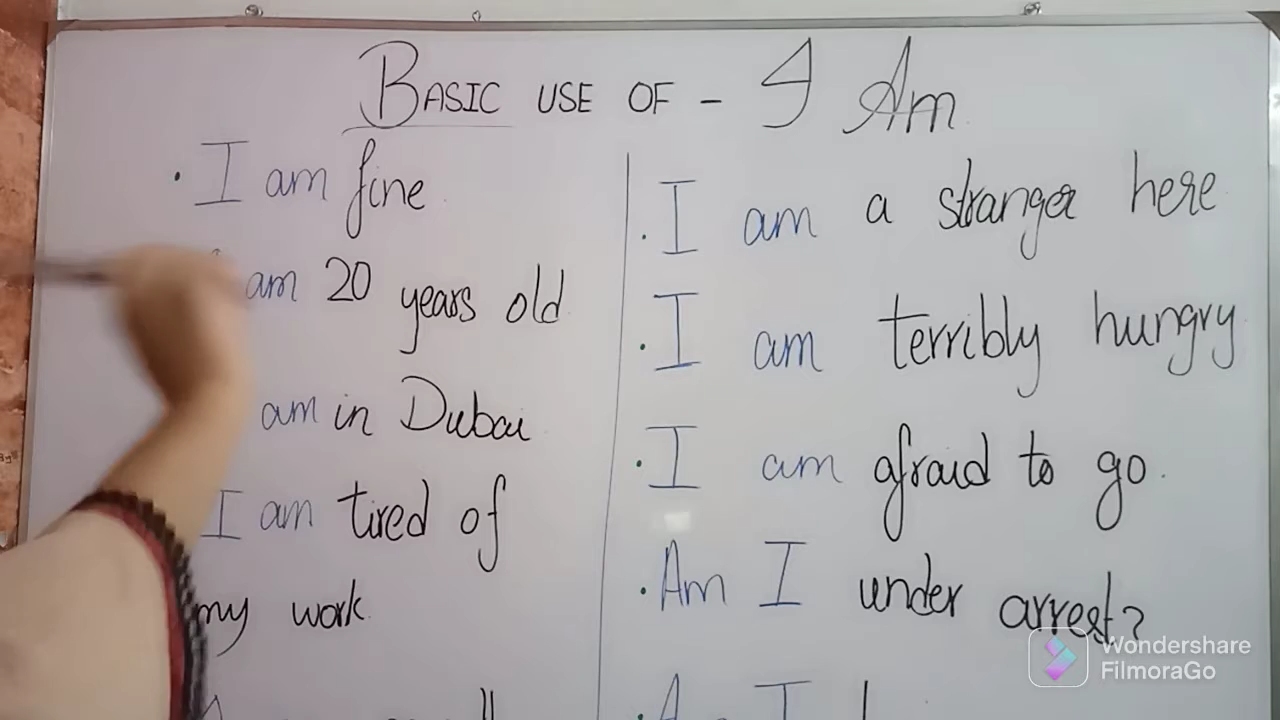 BASIC USE OF - I Am
I am fine
am 20 years old
am in Dubai
I am tired of
my work
I am a stranger here
I am terribly hungry
I am afraid to go.
Am I under arrest?
Am I
Wondershare
FilmoraGo